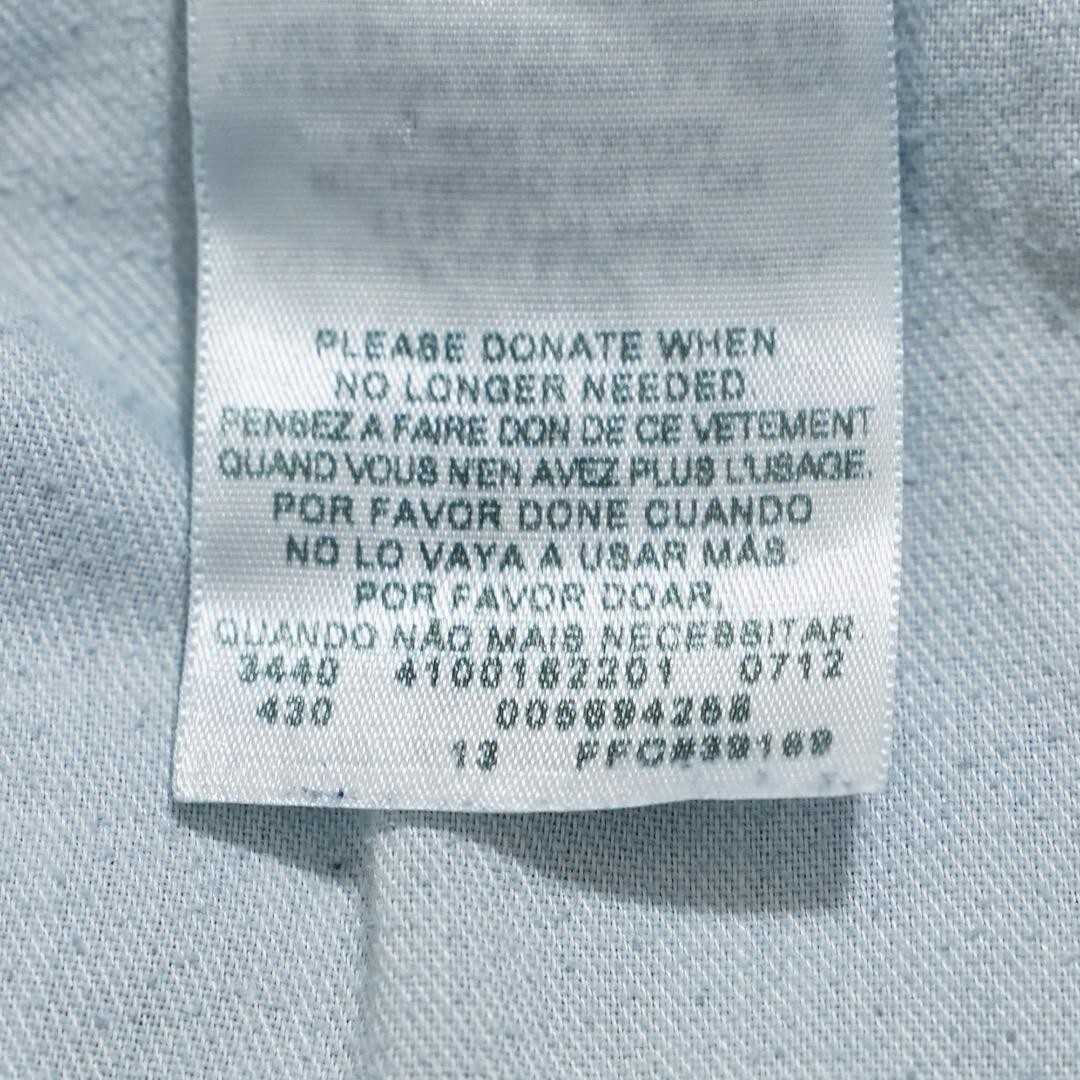 PLEASE DONATE WHEN
NO LONGER NEEDED
PENSEZ A FAIRE DON DE CE VETEMENT
QUAND VOUS N'EN AVEZ PLUS L'USAGE.
POR FAVOR DONE CUANDO
NO LO VAYA A USAR MÁS
POR FAVOR DOAR,
QUANDO NÃO MAIS NECESSITAR.
3440 4100162201 0712
430 005694268
13 FFC#39169